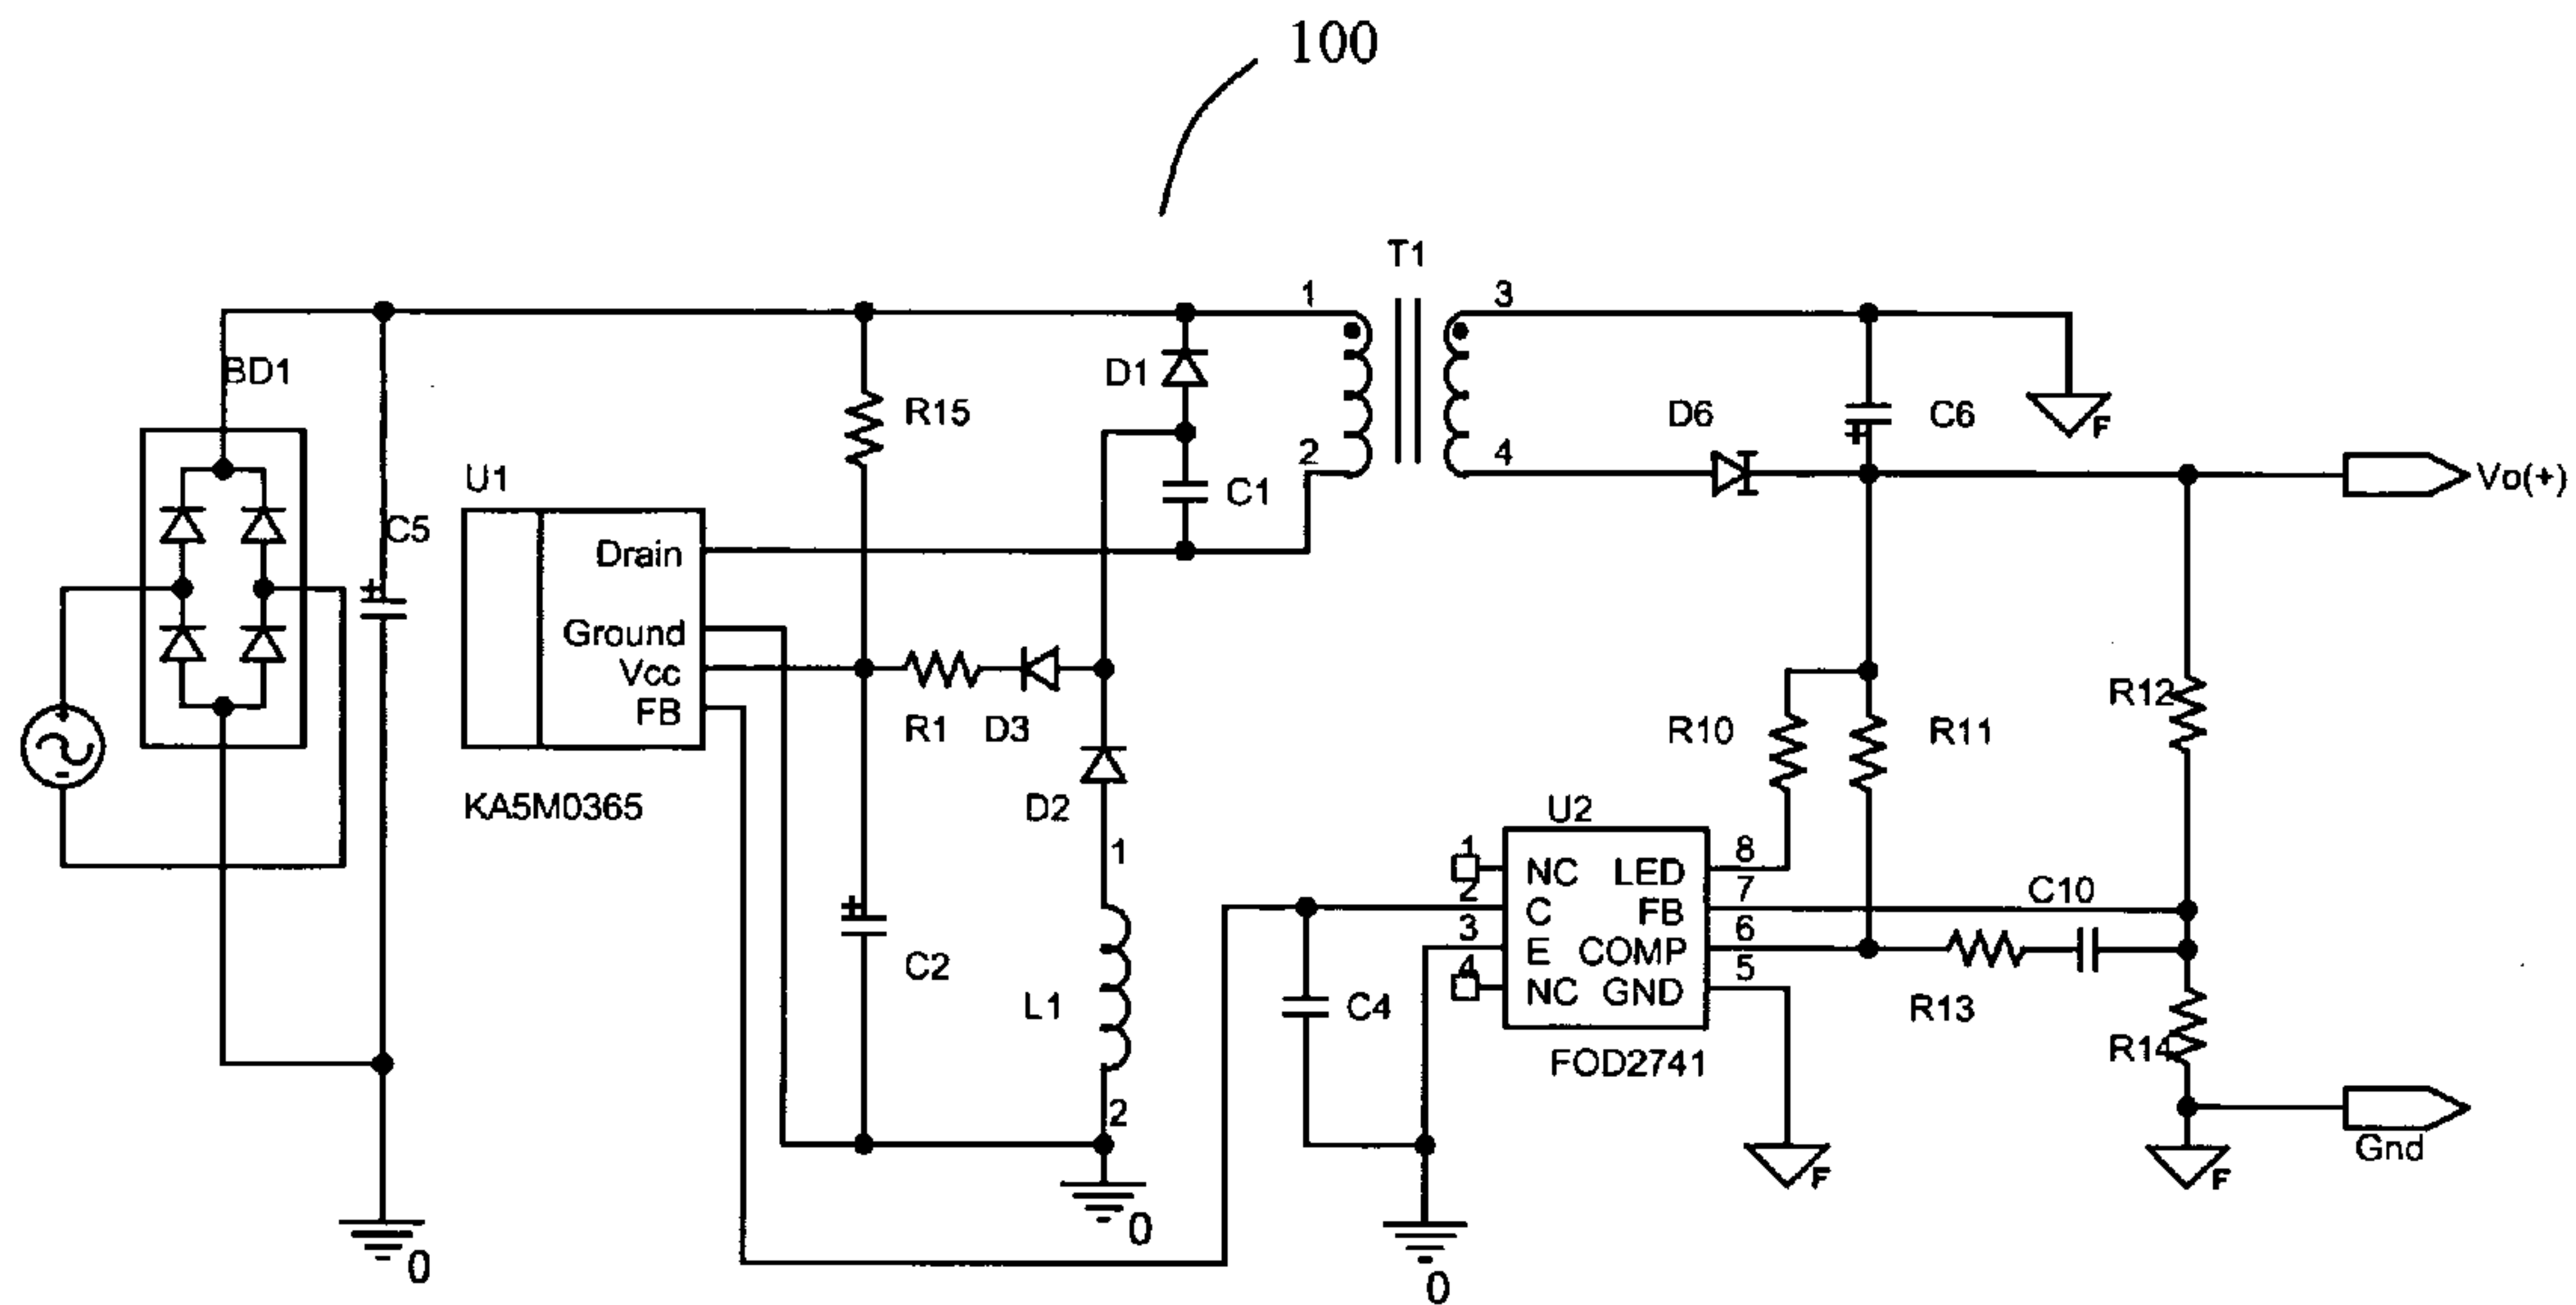 100
T1
1
3
BD1
D1
R15
D6
C6
F
2
4
Vo(+)
U1
C1
C5
+
+
Drain
Ground
Vcc
FB
R12
+
-
R1
D3
R10
R11
KA5M0365
D2
U2
1
1
NC
LED
8
2
C
FB
7
C10
+
3
E
COMP
6
C2
4
NC
GND
5
L1
C4
R13
R14
FOD2741
2
Gnd
F
F
0
0
0